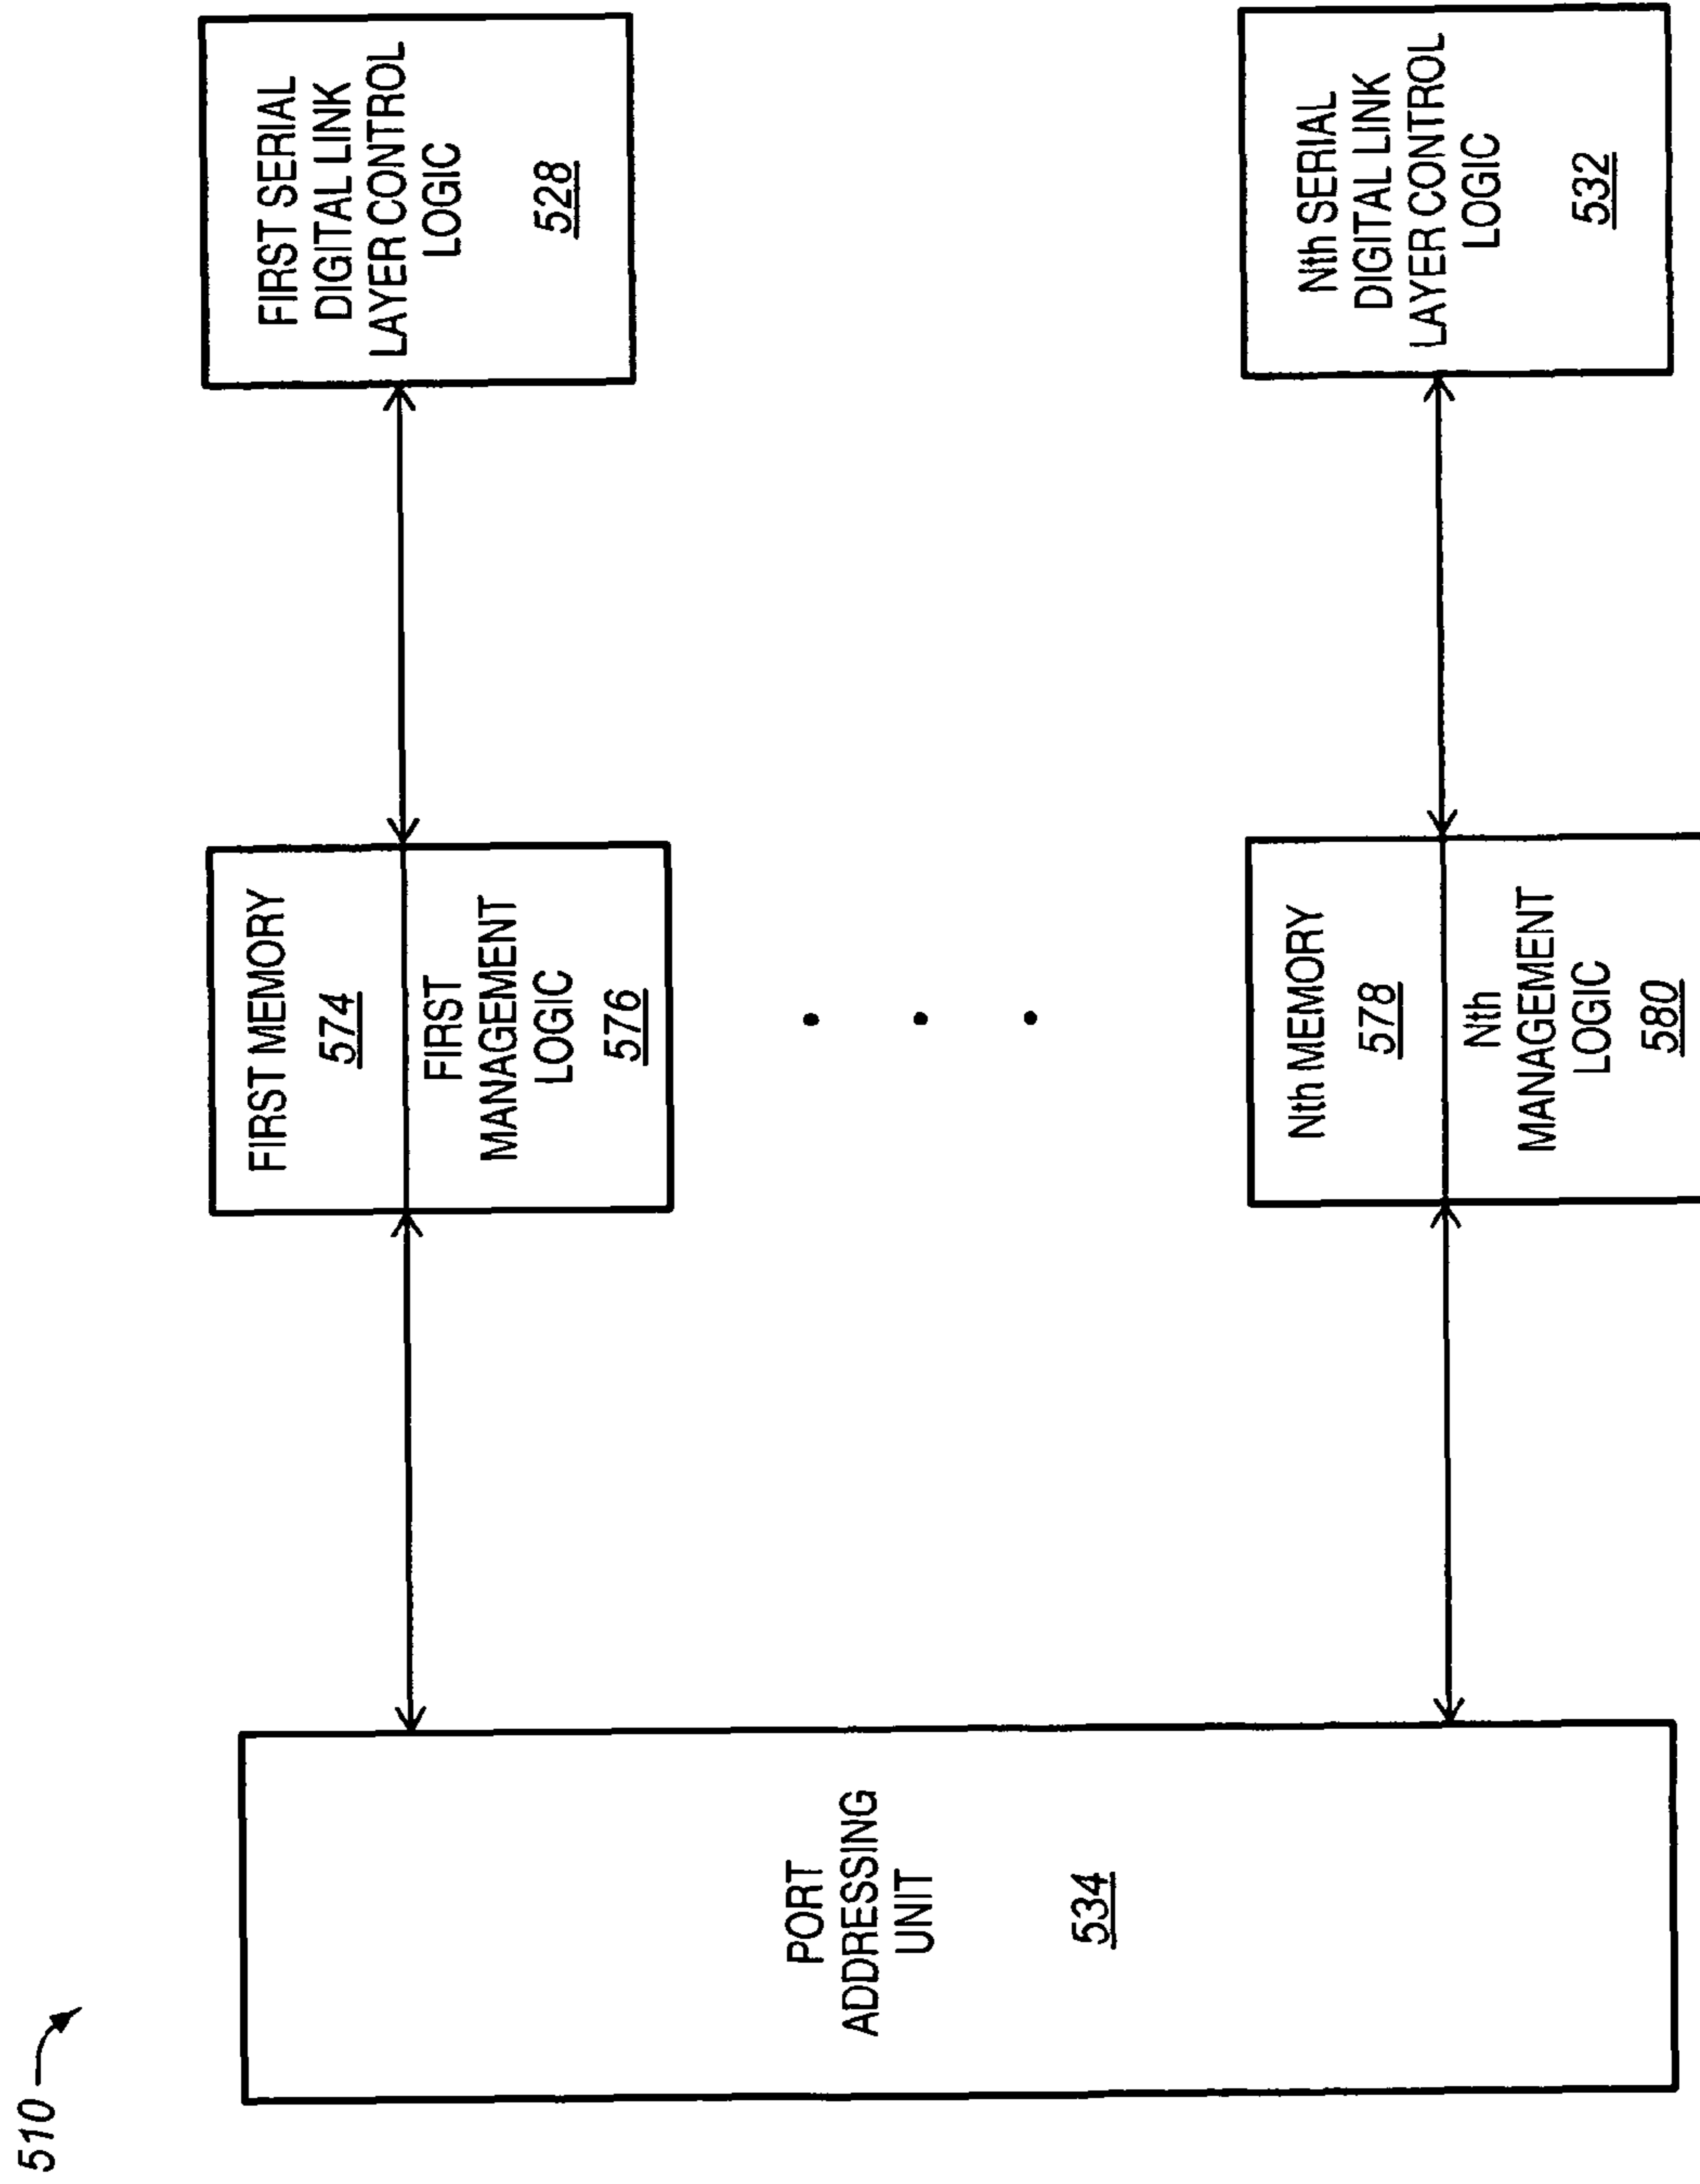 510
PORT
ADDRESSING
UNIT
534
FIRST MEMORY
574
FIRST
MANAGEMENT
LOGIC
576
Nth MEMORY
578
Nth
MANAGEMENT
LOGIC
580
FIRST SERIAL
DIGITAL LINK
LAYER CONTROL
LOGIC
528
Nth SERIAL
DIGITAL LINK
LAYER CONTROL
LOGIC
532